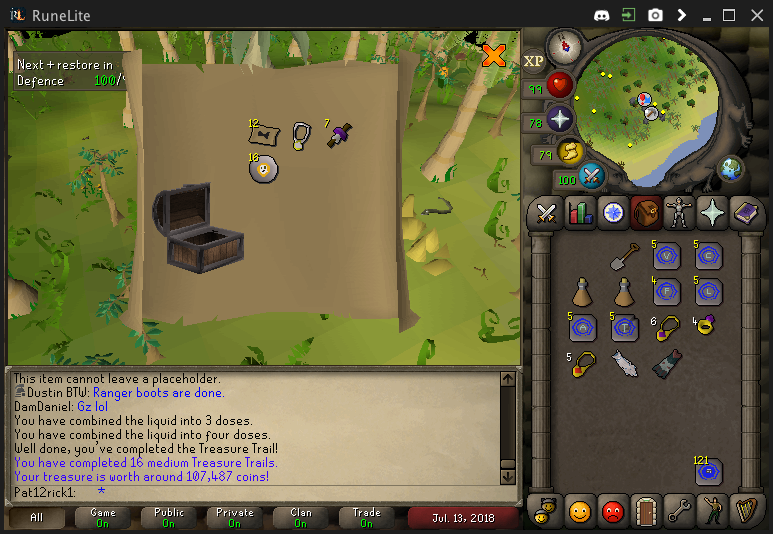 RuneLite
Next + restore in
Defence 100/
12
7
16
XP
99
78
79
100
5
V
5
C
4
F
5
L
5
A
5
T
6
4
5
121
This item cannot leave a placeholder.
Dustin BTW: Ranger boots are done.
DamDaniel: Gz lol
You have combined the liquid into 3 doses.
You have combined the liquid into four doses.
Well done, you've completed the Treasure Trail!
You have completed 16 medium Treasure Trails.
Your treasure is worth around 107,487 coins!
Pat12rick1: *
All
Game
On
Public
On
Private
On
Clan
On
Trade
On
Jul. 13, 2018